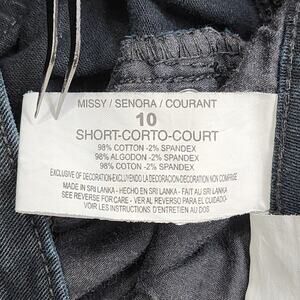 MISSY / SENORA / COURANT
10
SHORT-CORTO-COURT
98% COTTON -2% SPANDEX
98% ALGODON -2% SPANDEX
98% COTON -2% SPANDEX
EXCLUSIVE OF DECORATION-EXCLUYENDO LA DECORACION-DECORATION NON COMPRISE
MADE IN SRI LANKA - HECHO EN SRI LANKA - FAIT AU SRI LANKA
SEE REVERSE FOR CARE - VER AL REVERSO PARA EL CUIDADO
VOIR LES INSTRUCTIONS D'ENTRETIEN AU DOS